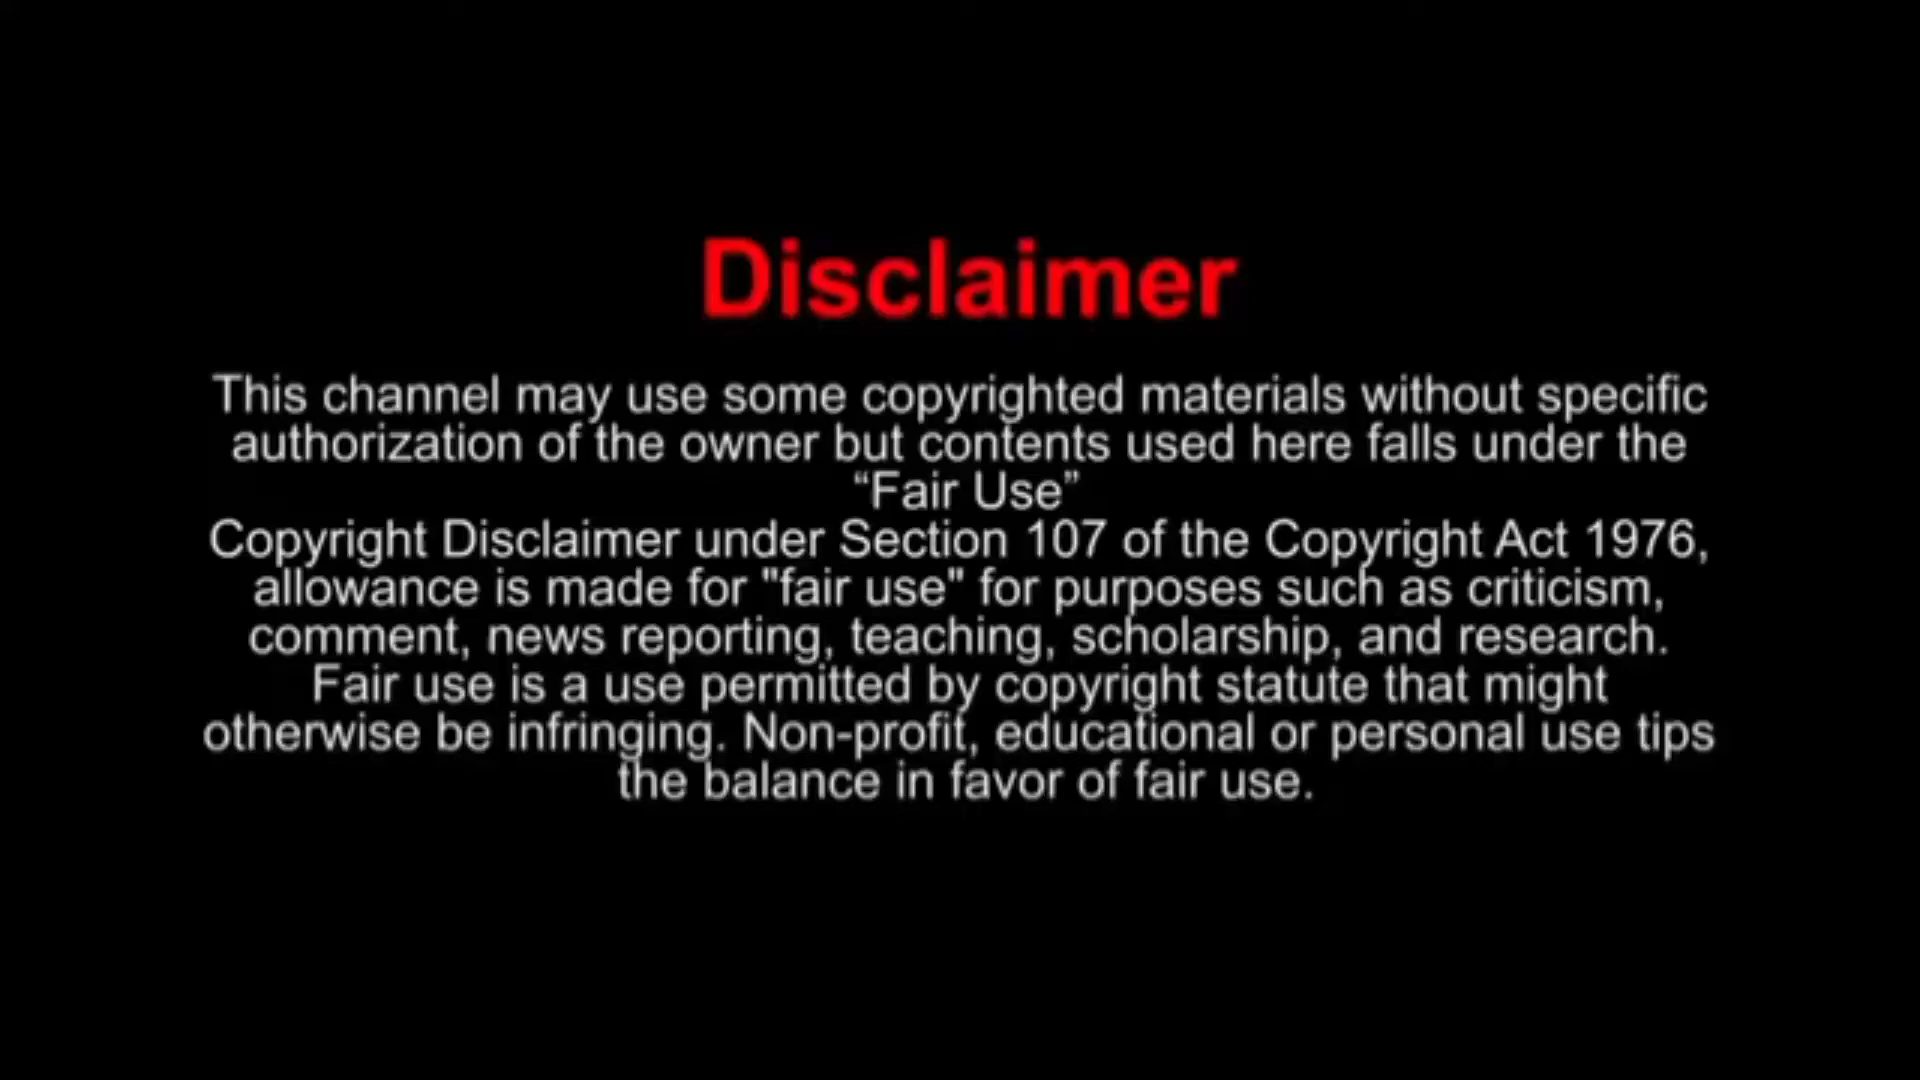 Disclaimer
This channel may use some copyrighted materials without specific
authorization of the owner but contents used here falls under the
“Fair Use”
Copyright Disclaimer under Section 107 of the Copyright Act 1976,
allowance is made for "fair use" for purposes such as criticism,
comment, news reporting, teaching, scholarship, and research.
Fair use is a use permitted by copyright statute that might
otherwise be infringing. Non-profit, educational or personal use tips
the balance in favor of fair use.